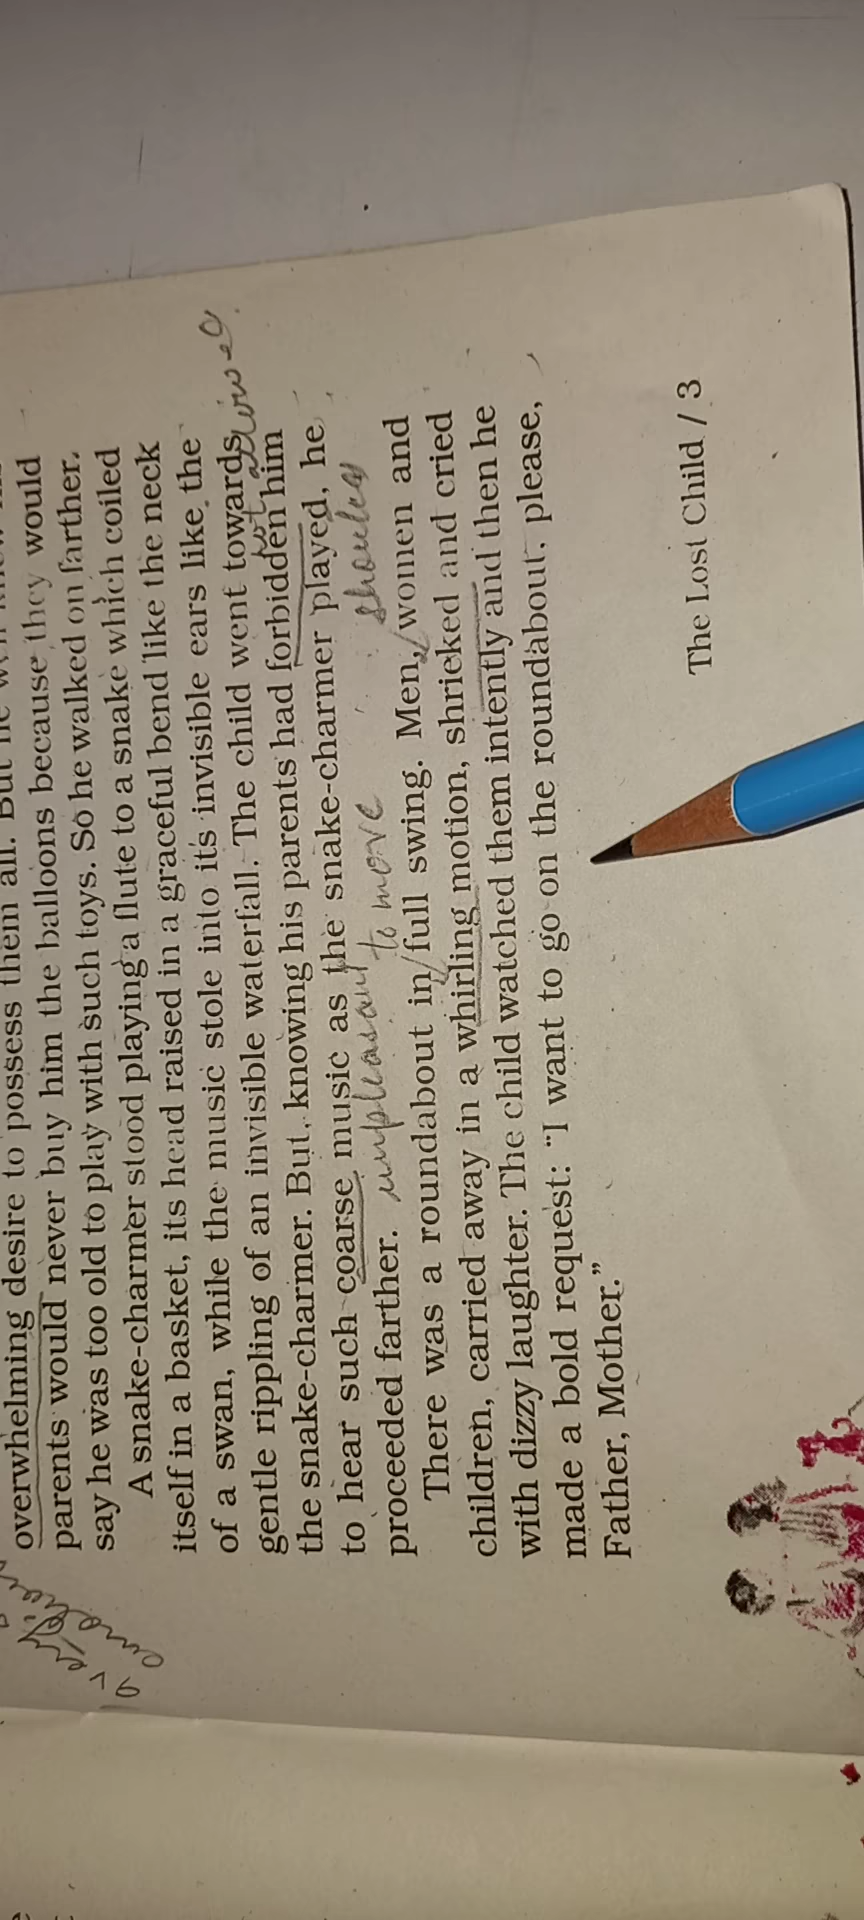 overwhelming desire to possess them all. But he
parents would never buy him the balloons because they would
say he was too old to play with such toys. So he walked on farther.
A snake-charmer stood playing a flute to a snake which coiled
itself in a basket, its head raised in a graceful bend like the neck
of a swan, while the music stole into its invisible ears like the
gentle rippling of an invisible waterfall. The child went towards
not allowed
the snake-charmer. But, knowing his parents had forbidden him
to hear such coarse music as the snake-charmer played, he
unpleasant to move
proceeded farther.
There was a roundabout in full swing. Men, women and
children, carried away in a whirling motion, shrieked and cried
with dizzy laughter. The child watched them intently and then he
made a bold request: “I want to go on the roundabout, please,
Father, Mother.”
The Lost Child / 3